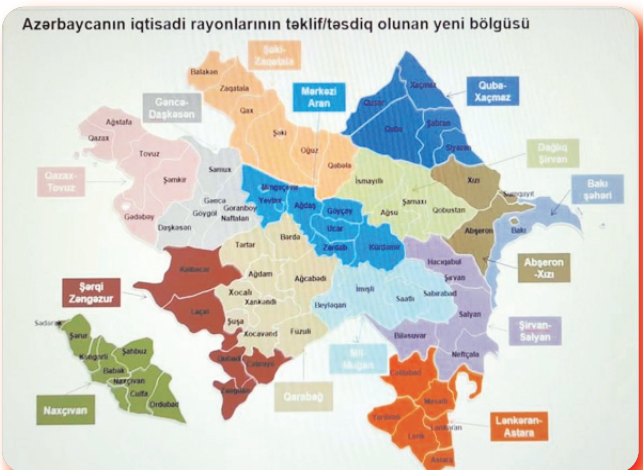 Azərbaycanın iqtisadi rayonlarının təklif/təsdiq olunan yeni bölgüsü
Şəki-
Zaqatala
Balakən
Zaqatala
Qax
Şəki
Oğuz
Qəbələ
Mərkəzi
Aran
Xaçmaz
Qusar
Quba
Şabran
Siyəzən
Quba-
Xaçmaz
Gəncə-
Daşkəsən
Ağstafa
Qazax
Tovuz
Şəmkir
Gədəbəy
Qazax-
Tovuz
Samux
Gəncə
Göygöl
Goranboy
Naftalan
Daşkəsən
Mingəçevir
Yevlax
Ağdaş
Göyçay
Ucar
Zərdab
Kürdəmir
İsmayıllı
Ağsu
Şamaxı
Qobustan
Dağlıq
Şirvan
Xızı
Sumqayıt
Abşeron
Bakı
Bakı
şəhəri
Abşeron
-Xızı
Tərtər
Bərdə
Ağdam
Ağcabədi
Xocalı
Xankəndi
Şuşa
Xocavənd
Füzuli
Kəlbəcər
Laçın
Qubadlı
Cəbrayıl
Zəngilan
Şərqi
Zəngəzur
Beyləqan
İmişli
Saatlı
Sabirabad
Hacıqabul
Şirvan
Salyan
Biləsuvar
Neftçala
Şirvan-
Salyan
Mil-
Muğan
Qarabağ
Sədərək
Şərur
Kəngərli
Şahbuz
Babək
Naxçıvan
Culfa
Ordubad
Naxçıvan
Cəlilabad
Masallı
Yardımlı
Lənkəran
Lerik
Astara
Lənkəran-
Astara